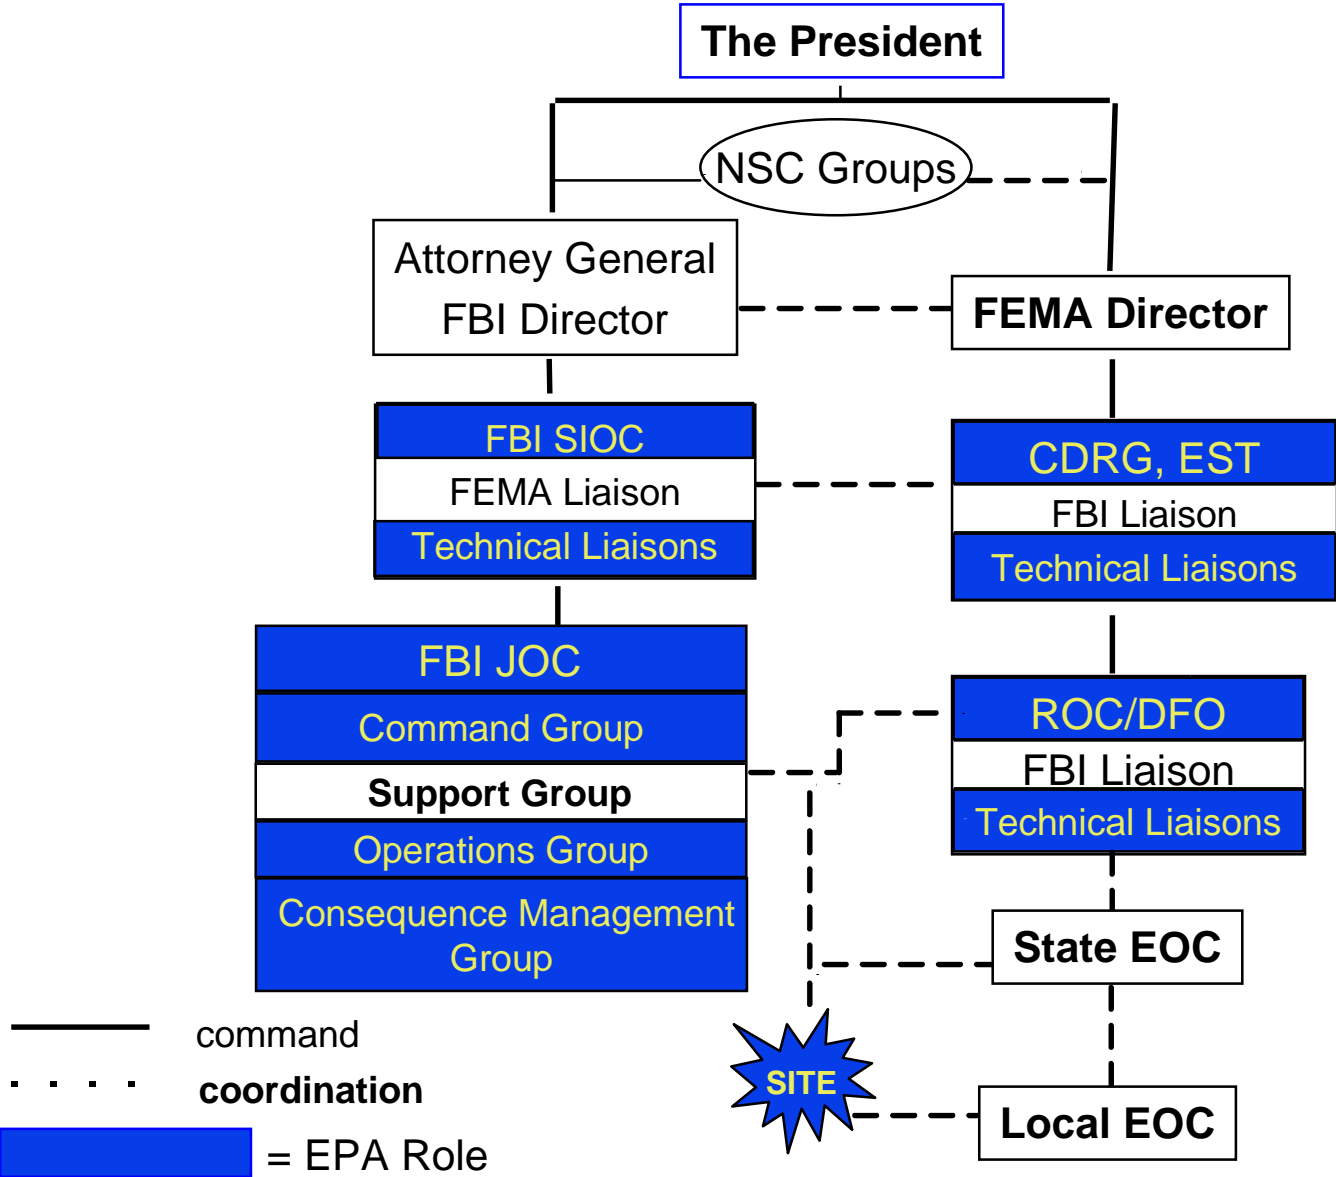 The President
NSC Groups
Attorney General
FBI Director
FEMA Director
FBI SIOC
FEMA Liaison
Technical Liaisons
CDRG, EST
FBI Liaison
Technical Liaisons
FBI JOC
Command Group
Support Group
Operations Group
Consequence Management
Group
ROC/DFO
FBI Liaison
Technical Liaisons
State EOC
SITE
Local EOC
command
coordination
= EPA Role